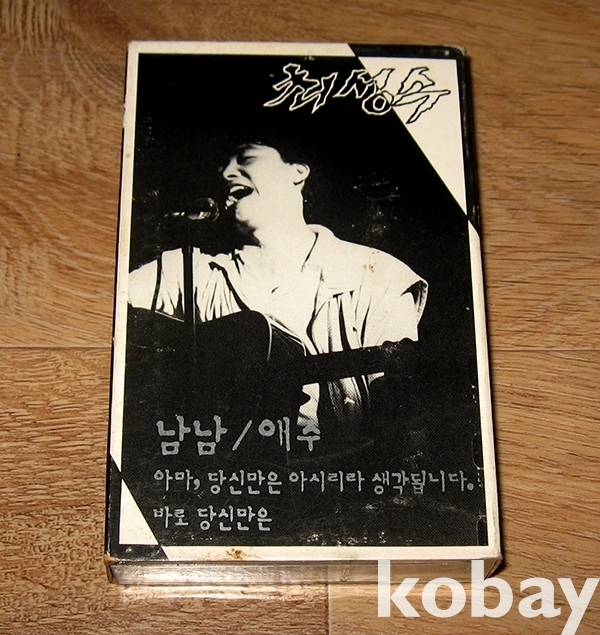 최성수
남남/애주
아마, 당신만은 아시리라 생각됩니다.
바로 당신만은
kobay